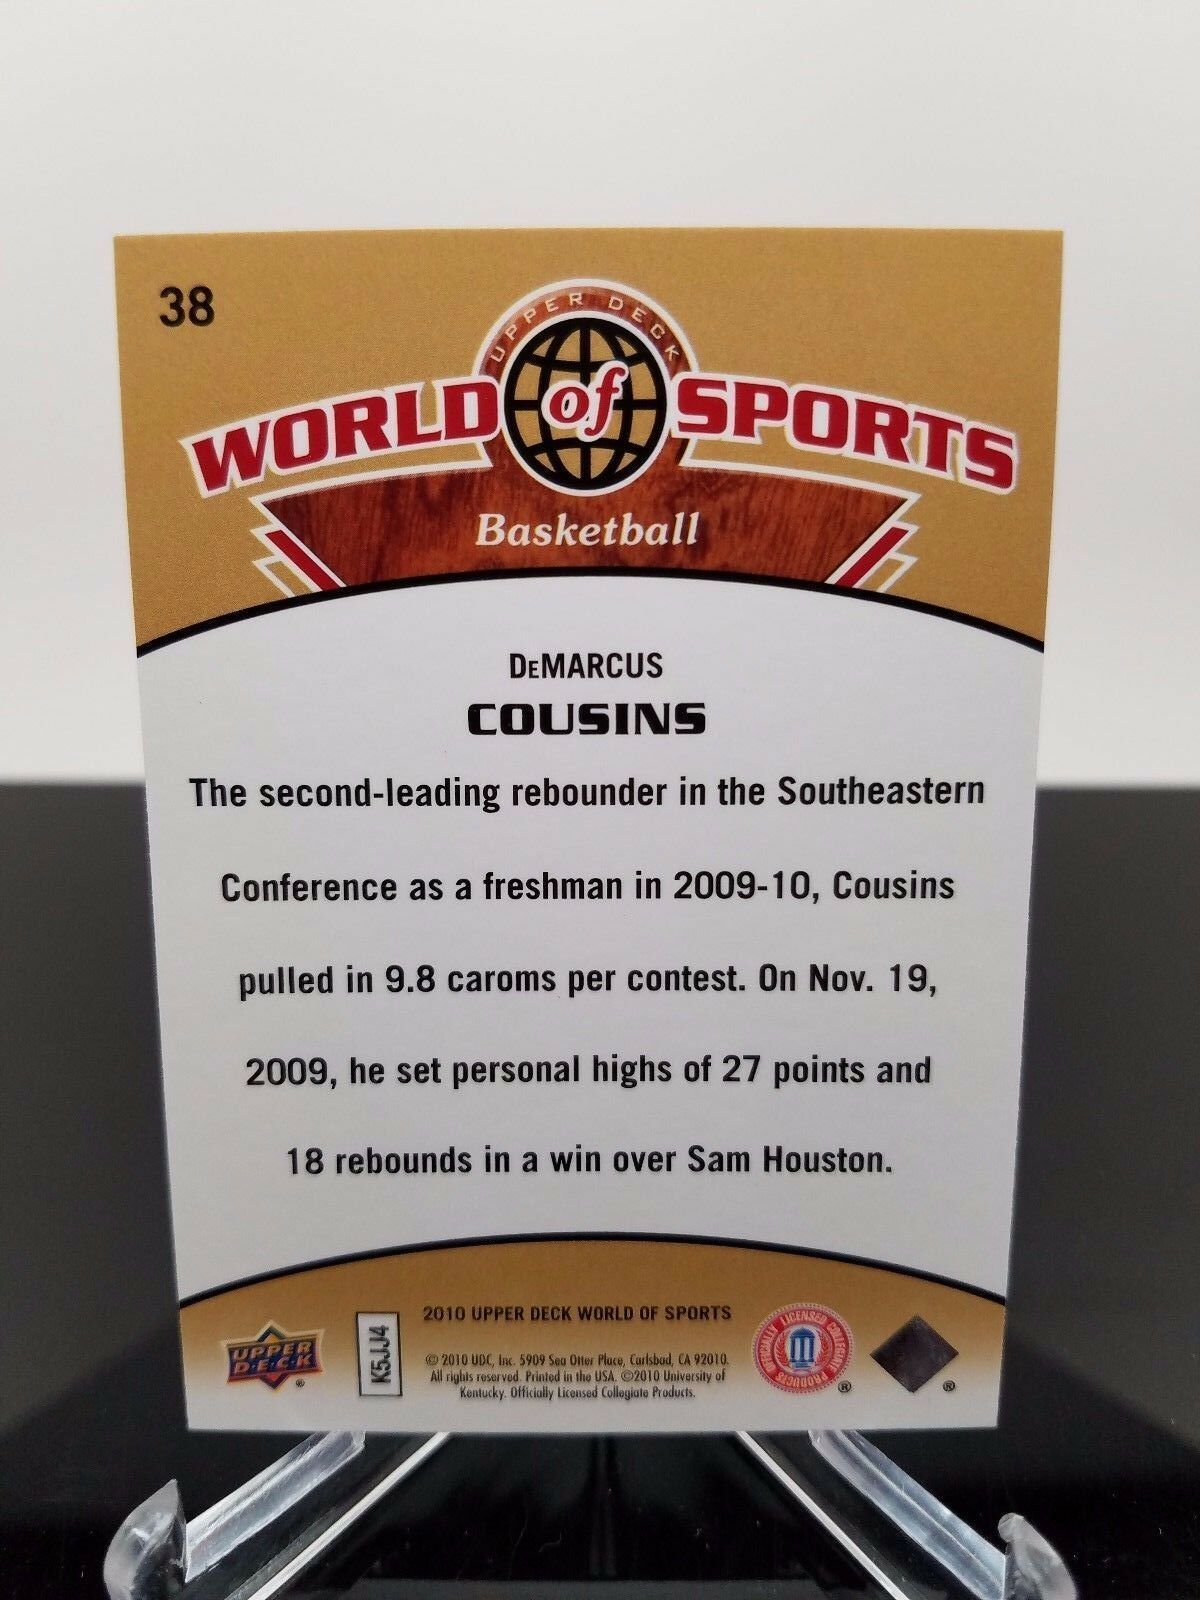 38
UPPER DECK
WORLD of SPORTS
Basketball
DeMARCUS
COUSINS
The second-leading rebounder in the Southeastern
Conference as a freshman in 2009-10, Cousins
pulled in 9.8 caroms per contest. On Nov. 19,
2009, he set personal highs of 27 points and
18 rebounds in a win over Sam Houston.
2010 UPPER DECK WORLD OF SPORTS
UPPER
D·E·C·K
®
K5JJ4
© 2010 UDC, Inc. 5909 Sea Otter Place, Carlsbad, CA 92010.
All rights reserved. Printed in the USA. ©2010 University of
Kentucky. Officially Licensed Collegiate Products.
OFFICIALLY LICENSED COLLEGIATE PRODUCTS
®
®